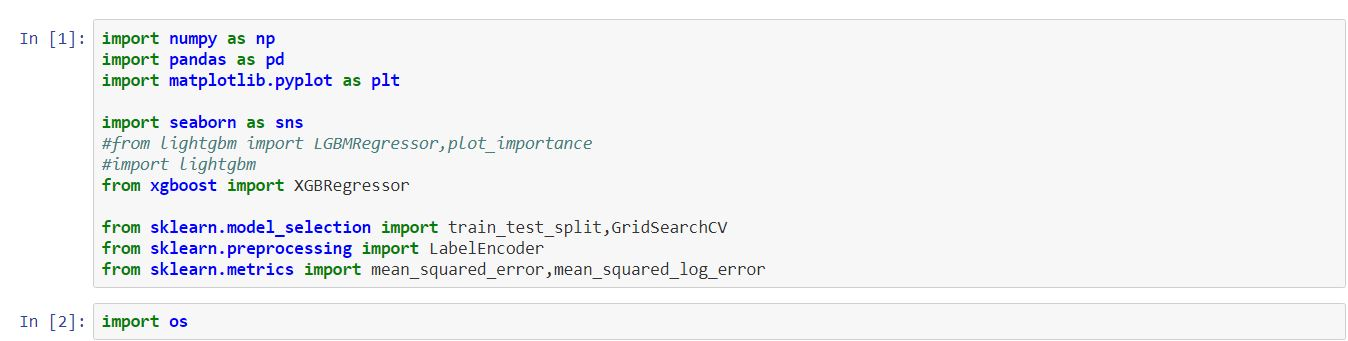 In [1]:
import numpy as np
import pandas as pd
import matplotlib.pyplot as plt
import seaborn as sns
#from lightgbm import LGBMRegressor,plot_importance
#import lightgbm
from xgboost import XGBRegressor
from sklearn.model_selection import train_test_split,GridSearchCV
from sklearn.preprocessing import LabelEncoder
from sklearn.metrics import mean_squared_error,mean_squared_log_error
In [2]:
import os